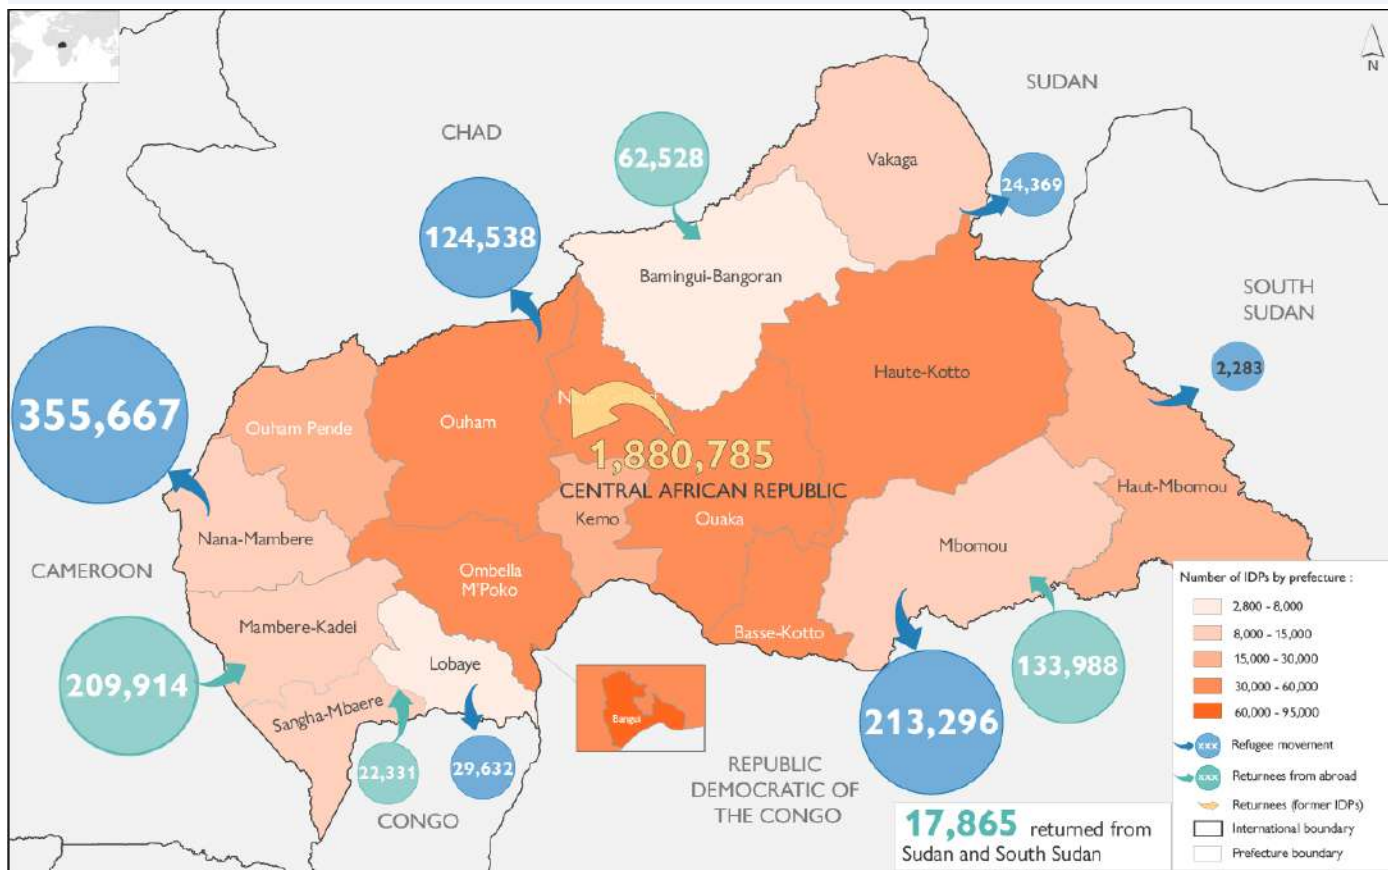 N
SUDAN
CHAD
62,528
Vakaga
24,369
124,538
Bamingui-Bangoran
SOUTH
SUDAN
2,283
Haute-Kotto
355,667
Ouham Pende
Ouham
1,880,785
CENTRAL AFRICAN REPUBLIC
Haut-Mbomou
Kemo
Ouaka
Nana-Mambere
Mbomou
CAMEROON
Ombella
M'Poko
Mambere-Kadei
Basse-Kotto
Lobaye
209,914
133,988
Sangha-Mbaere
Bangui
213,296
22,331
29,632
CONGO
REPUBLIC
DEMOCRATIC OF
THE CONGO
17,865 returned from
Sudan and South Sudan
Number of IDPs by prefecture :
2,800 - 8,000
8,000 - 15,000
15,000 - 30,000
30,000 - 60,000
60,000 - 95,000
xxx Refugee movement
xxx Returnees from abroad
Returnees (former IDPs)
International boundary
Prefecture boundary